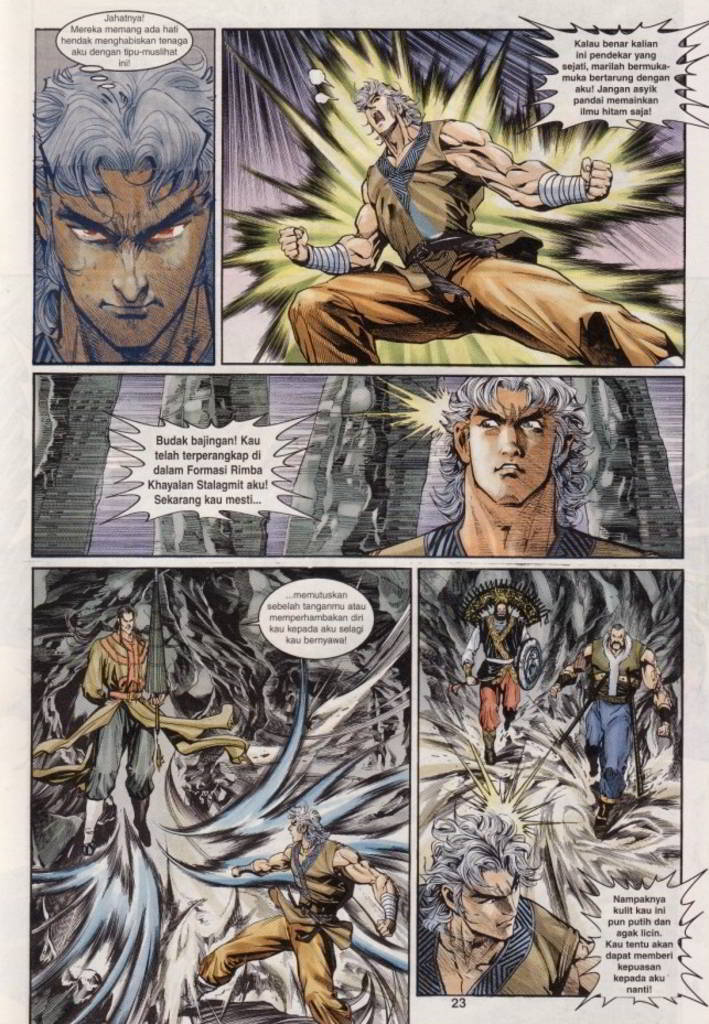 Jahatnya!
Mereka memang ada hati
hendak menghabiskan tenaga
aku dengan tipu-muslihat
ini!
Kalau benar kalian
ini pendekar yang
sejati, marilah bermuka-
muka bertarung dengan
aku! Jangan asyik
pandai memainkan
ilmu hitam saja!
Budak bajingan! Kau
telah terperangkap di
dalam Formasi Rimba
Khayalan Stalagmit aku!
Sekarang kau mesti...
...memutuskan
sebelah tanganmu atau
memperhambakan diri
kau kepada aku selagi
kau bernyawa!
Nampaknya
kulit kau ini
pun putih dan
agak licin.
Kau tentu akan
dapat memberi
kepuasan
kepada aku
nanti!
23